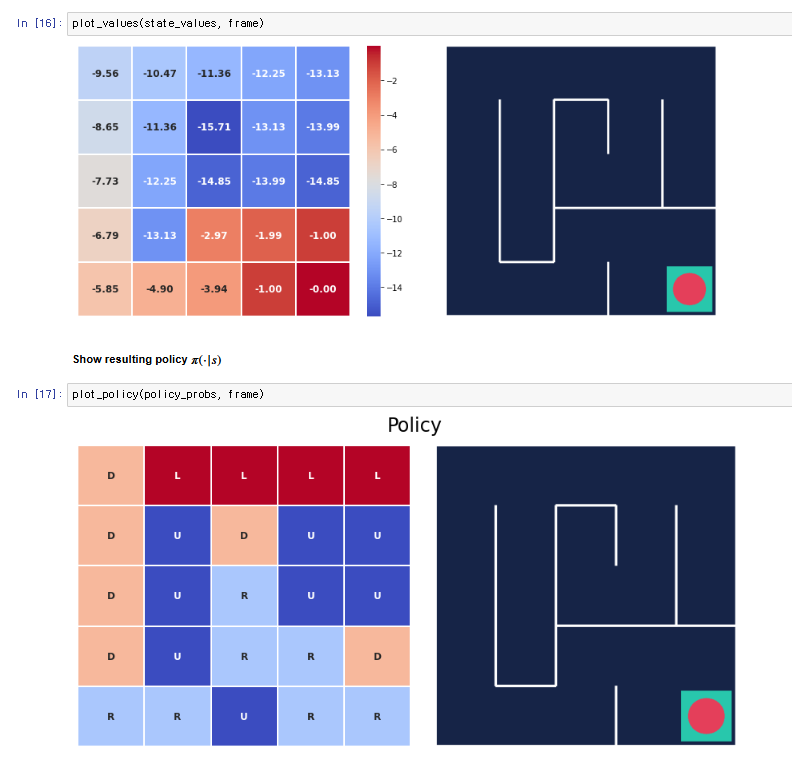 In [16]: plot_values(state_values, frame)
-9.56 -10.47 -11.36 -12.25 -13.13
-2
-4
-8.65 -11.36 -15.71 -13.13 -13.99
-6
-7.73 -12.25 -14.85 -13.99 -14.85
-8
-10
-6.79 -13.13 -2.97 -1.99 -1.00
-12
-5.85 -4.90 -3.94 -1.00 -0.00
-14
Show resulting policy π(·|s)
In [17]: plot_policy(policy_probs, frame)
Policy
D L L L L
D U D U U
D U R U U
D U R R D
R R U R R